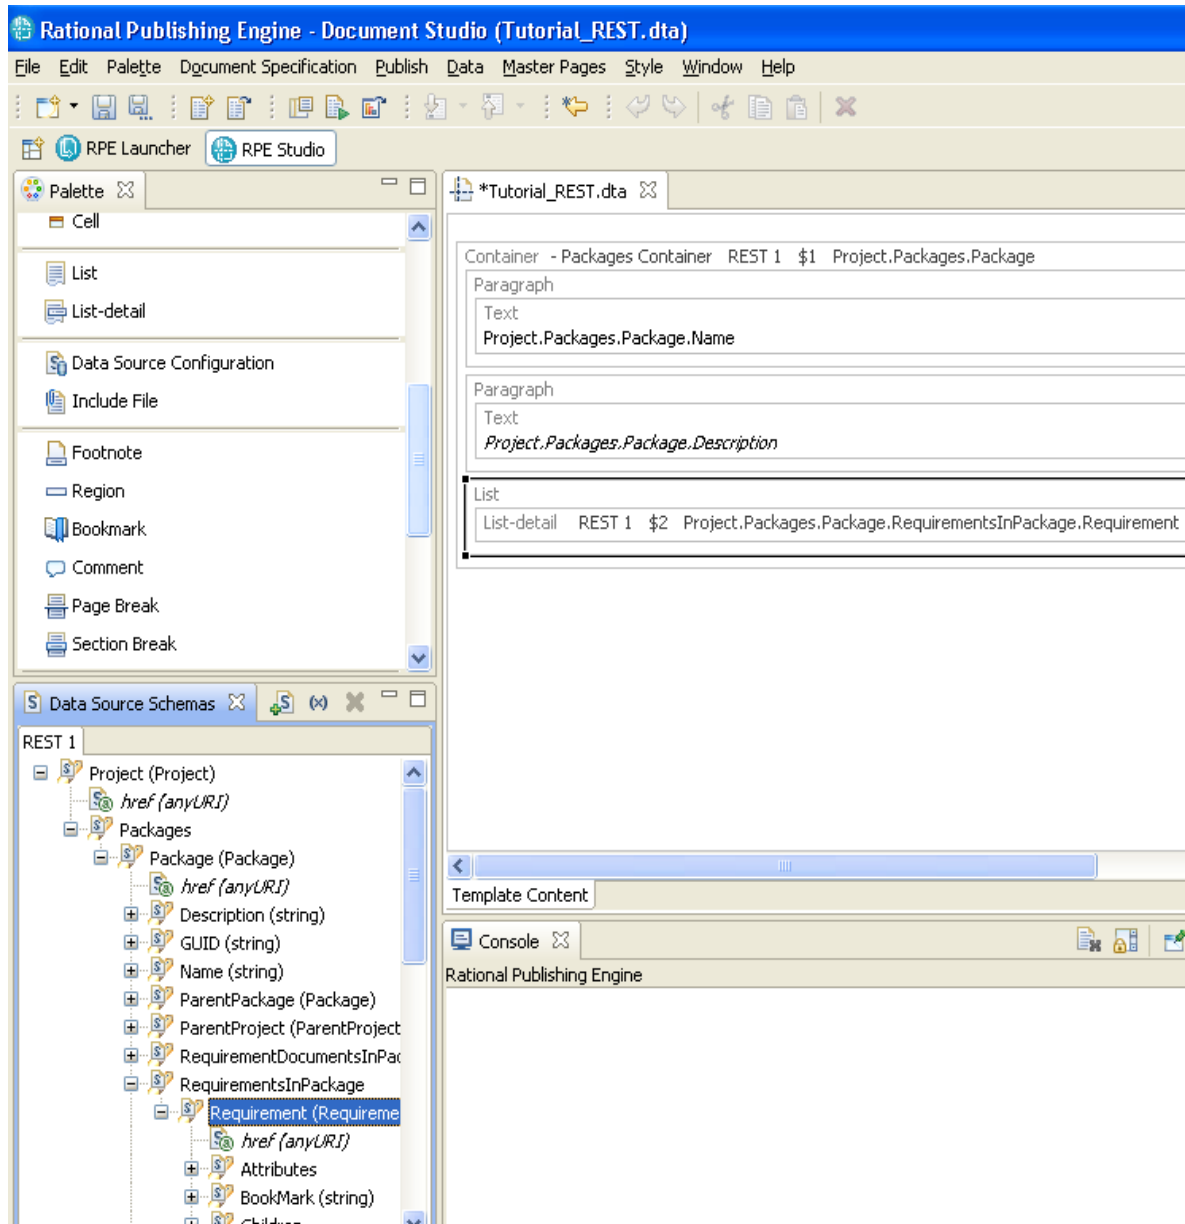 Rational Publishing Engine - Document Studio (Tutorial_REST.dta)
File Edit Palette Document Specification Publish Data Master Pages Style Window Help
RPE Launcher RPE Studio
Palette
Cell
List
List-detail
Data Source Configuration
Include File
Footnote
Region
Bookmark
Comment
Page Break
Section Break
*Tutorial_REST.dta
Container - Packages Container REST 1 $1 Project.Packages.Package
Paragraph
Text
Project.Packages.Package.Name
Paragraph
Text
Project.Packages.Package.Description
List
List-detail REST 1 $2 Project.Packages.Package.RequirementsInPackage.Requirement
Template Content
Data Source Schemas
REST 1
Project (Project)
href (anyURI)
Packages
Package (Package)
href (anyURI)
Description (string)
GUID (string)
Name (string)
ParentPackage (Package)
ParentProject (ParentProject
RequirementDocumentsInPac
RequirementsInPackage
Requirement (Requireme
href (anyURI)
Attributes
BookMark (string)
Children
Console
Rational Publishing Engine